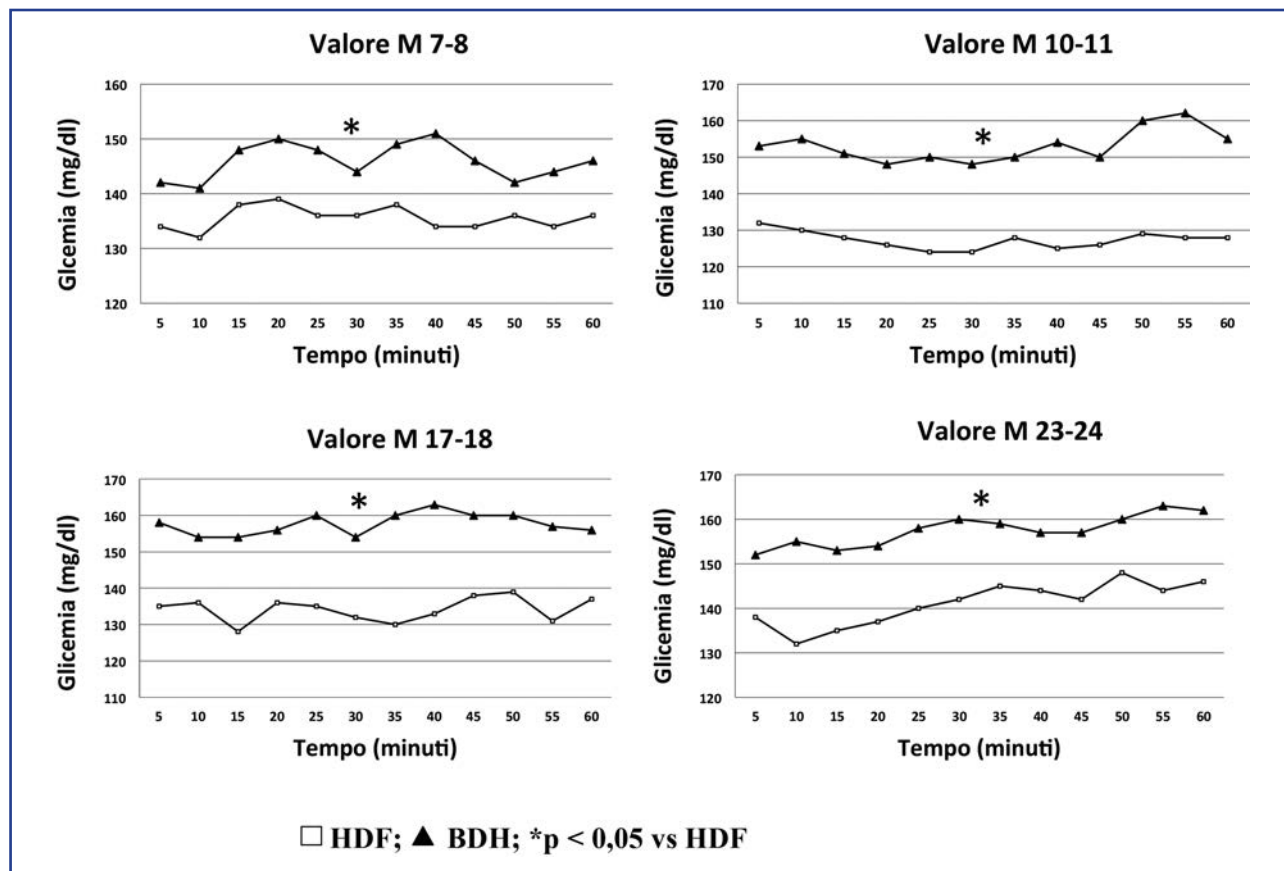 Valore M 7-8
160
150
140
130
120
*
Glcemia (mg/dl)
5 10 15 20 25 30 35 40 45 50 55 60
Tempo (minuti)
Valore M 10-11
170
160
150
140
130
120
110
*
Glicemia (mg/dl)
5 10 15 20 25 30 35 40 45 50 55 60
Tempo (minuti)
Valore M 17-18
170
160
150
140
130
120
110
*
Glicemia (mg/dl)
5 10 15 20 25 30 35 40 45 50 55 60
Tempo (minuti)
Valore M 23-24
170
160
150
140
130
120
*
Glicemia (mg/dl)
5 10 15 20 25 30 35 40 45 50 55 60
Tempo (minuti)
□ HDF; ▲ BDH; *p < 0,05 vs HDF